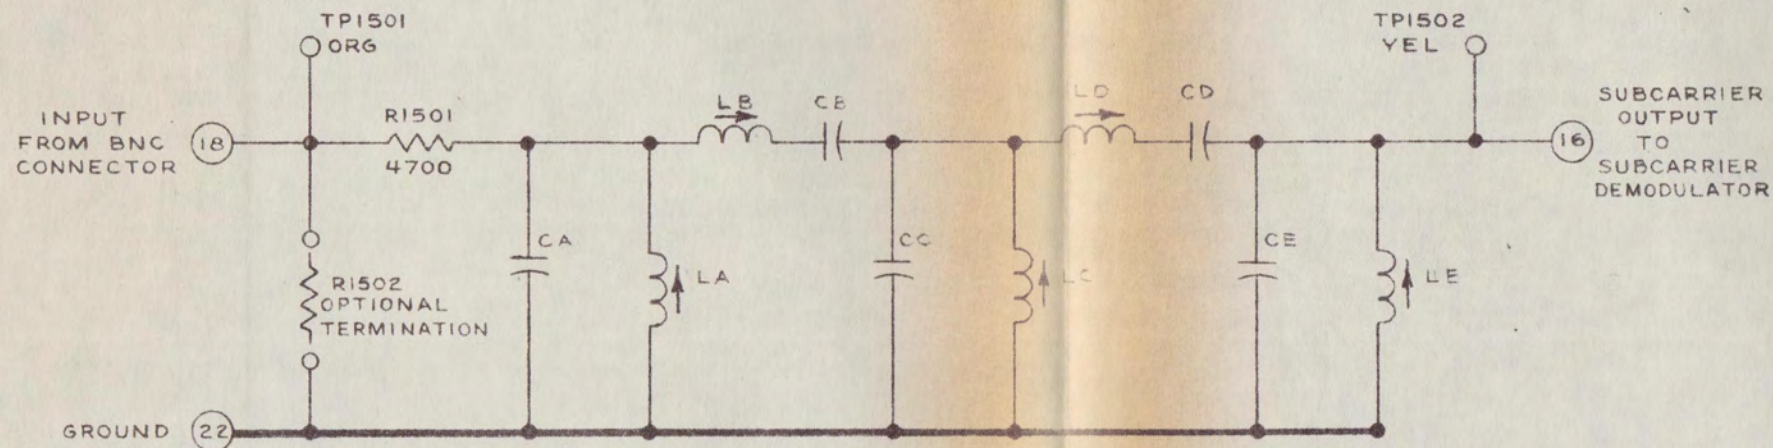 TP1501
ORG
TP1502
YEL
INPUT
FROM BNC
CONNECTOR
18
R1501
4700
LB
CB
LD
CD
16
SUBCARRIER
OUTPUT
TO
SUBCARRIER
DEMODULATOR
R1502
OPTIONAL
TERMINATION
CA
LA
CC
LC
CE
LE
GROUND
22